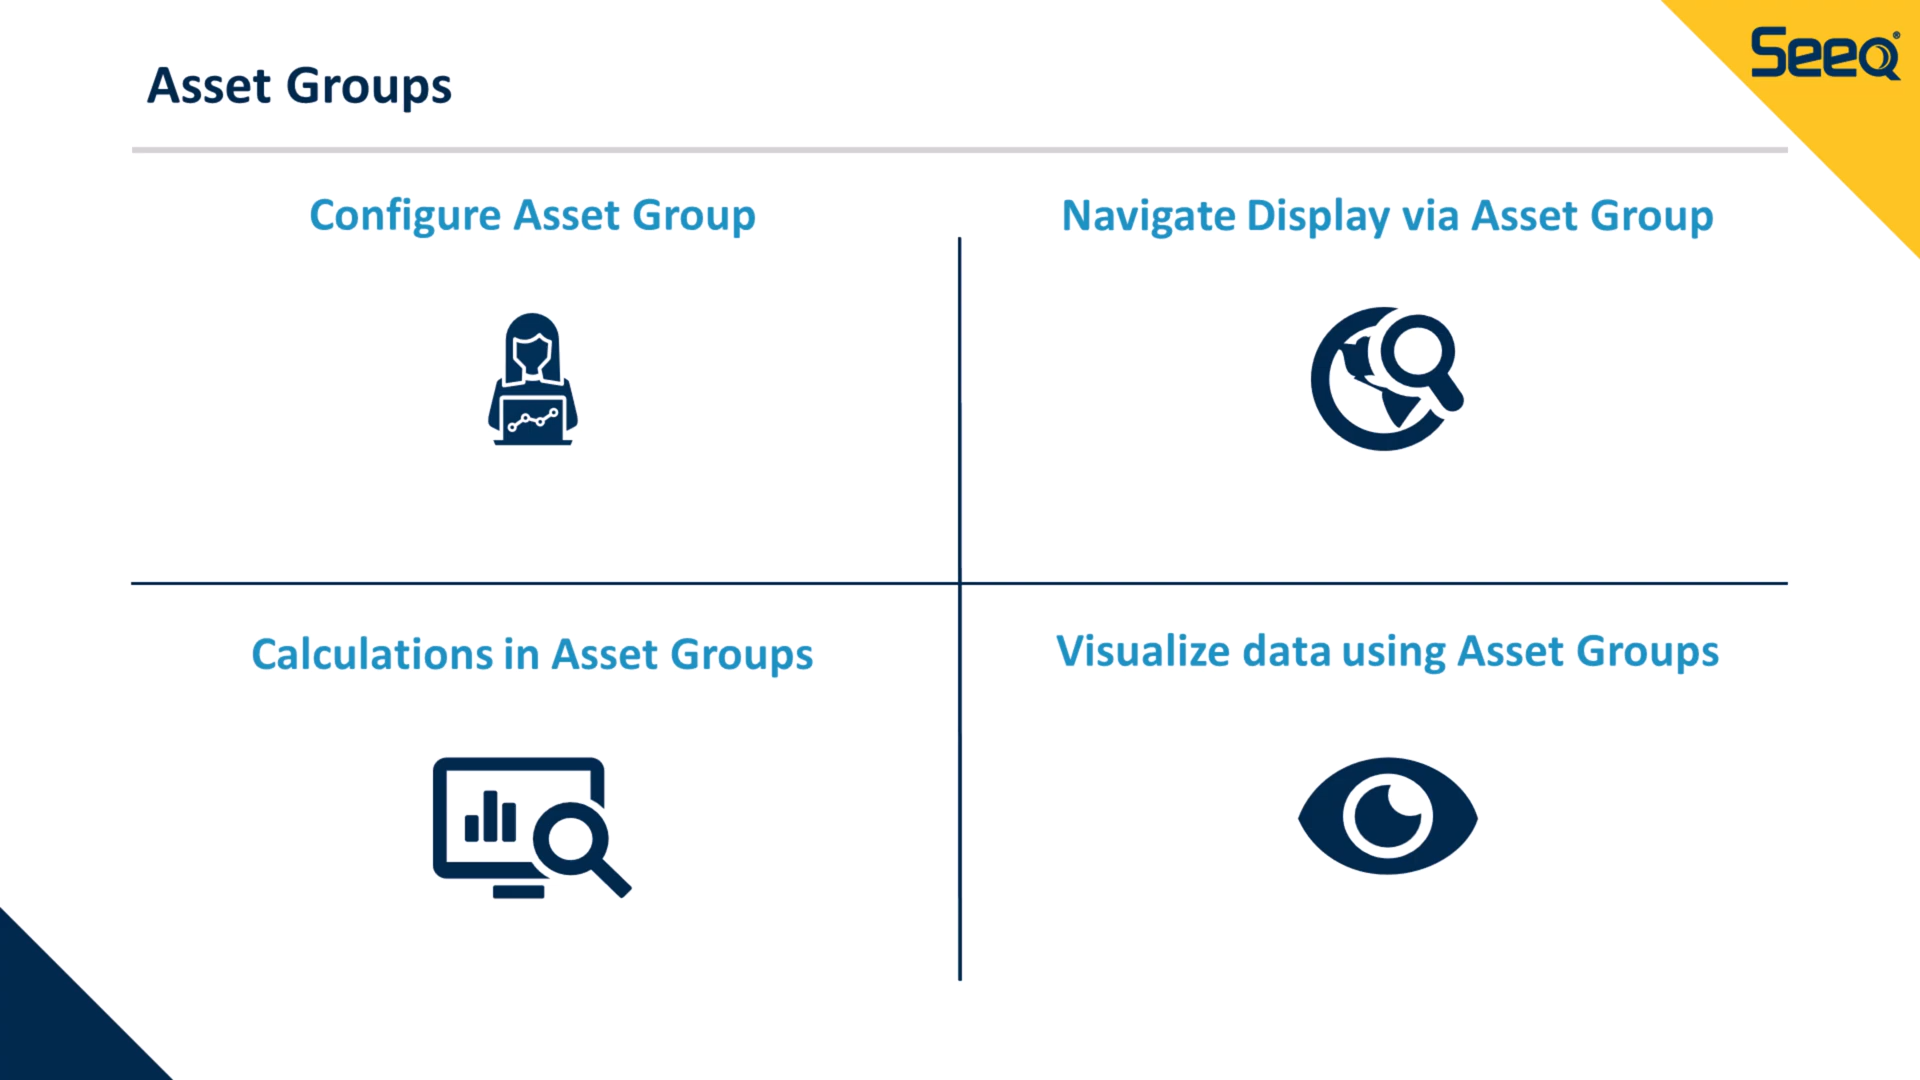 Asset Groups
Seeq®
Configure Asset Group
Navigate Display via Asset Group
Calculations in Asset Groups
Visualize data using Asset Groups